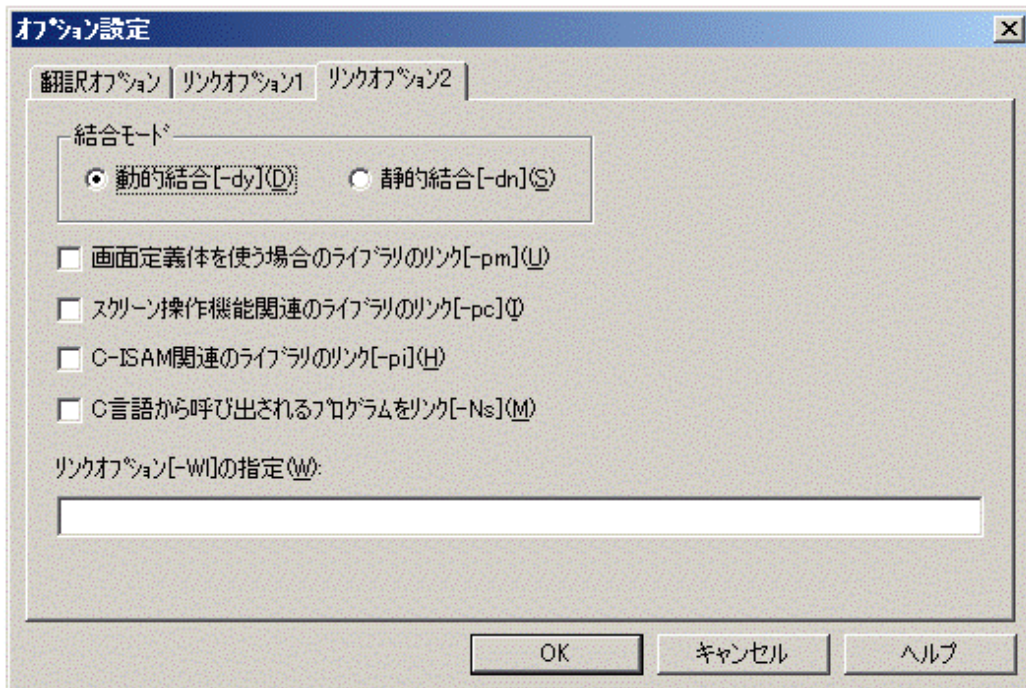 オプション設定
翻訳オプション リンクオプション1 リンクオプション2
結合モード
動的結合[-dy](D) 静的結合[-dn](S)
画面定義体を使う場合のライブラリのリンク[-pm](U)
スクリーン操作機能関連のライブラリのリンク[-pc](I)
C-ISAM関連のライブラリのリンク[-pi](H)
C言語から呼び出されるプログラムをリンク[-Ns](M)
リンクオプション[-Wl]の指定(W):
OK キャンセル ヘルプ